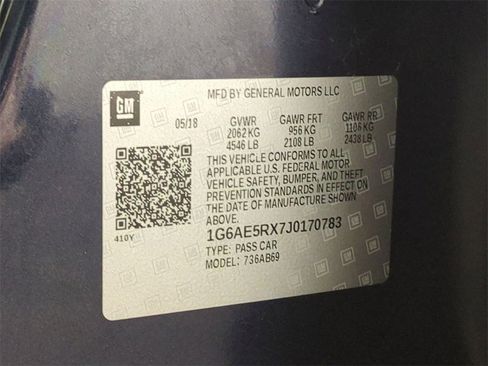 GM
MFD BY GENERAL MOTORS LLC
05/18 GVWR GAWR FRT GAWR RR
2062 KG 956 KG 1106 KG
4546 LB 2108 LB 2438 LB
THIS VEHICLE CONFORMS TO ALL
APPLICABLE U.S. FEDERAL MOTOR
VEHICLE SAFETY, BUMPER, AND THEFT
PREVENTION STANDARDS IN EFFECT ON
THE DATE OF MANUFACTURE SHOWN
ABOVE.
410Y
1G6AE5RX7J0170783
TYPE: PASS CAR
MODEL: 736AB69